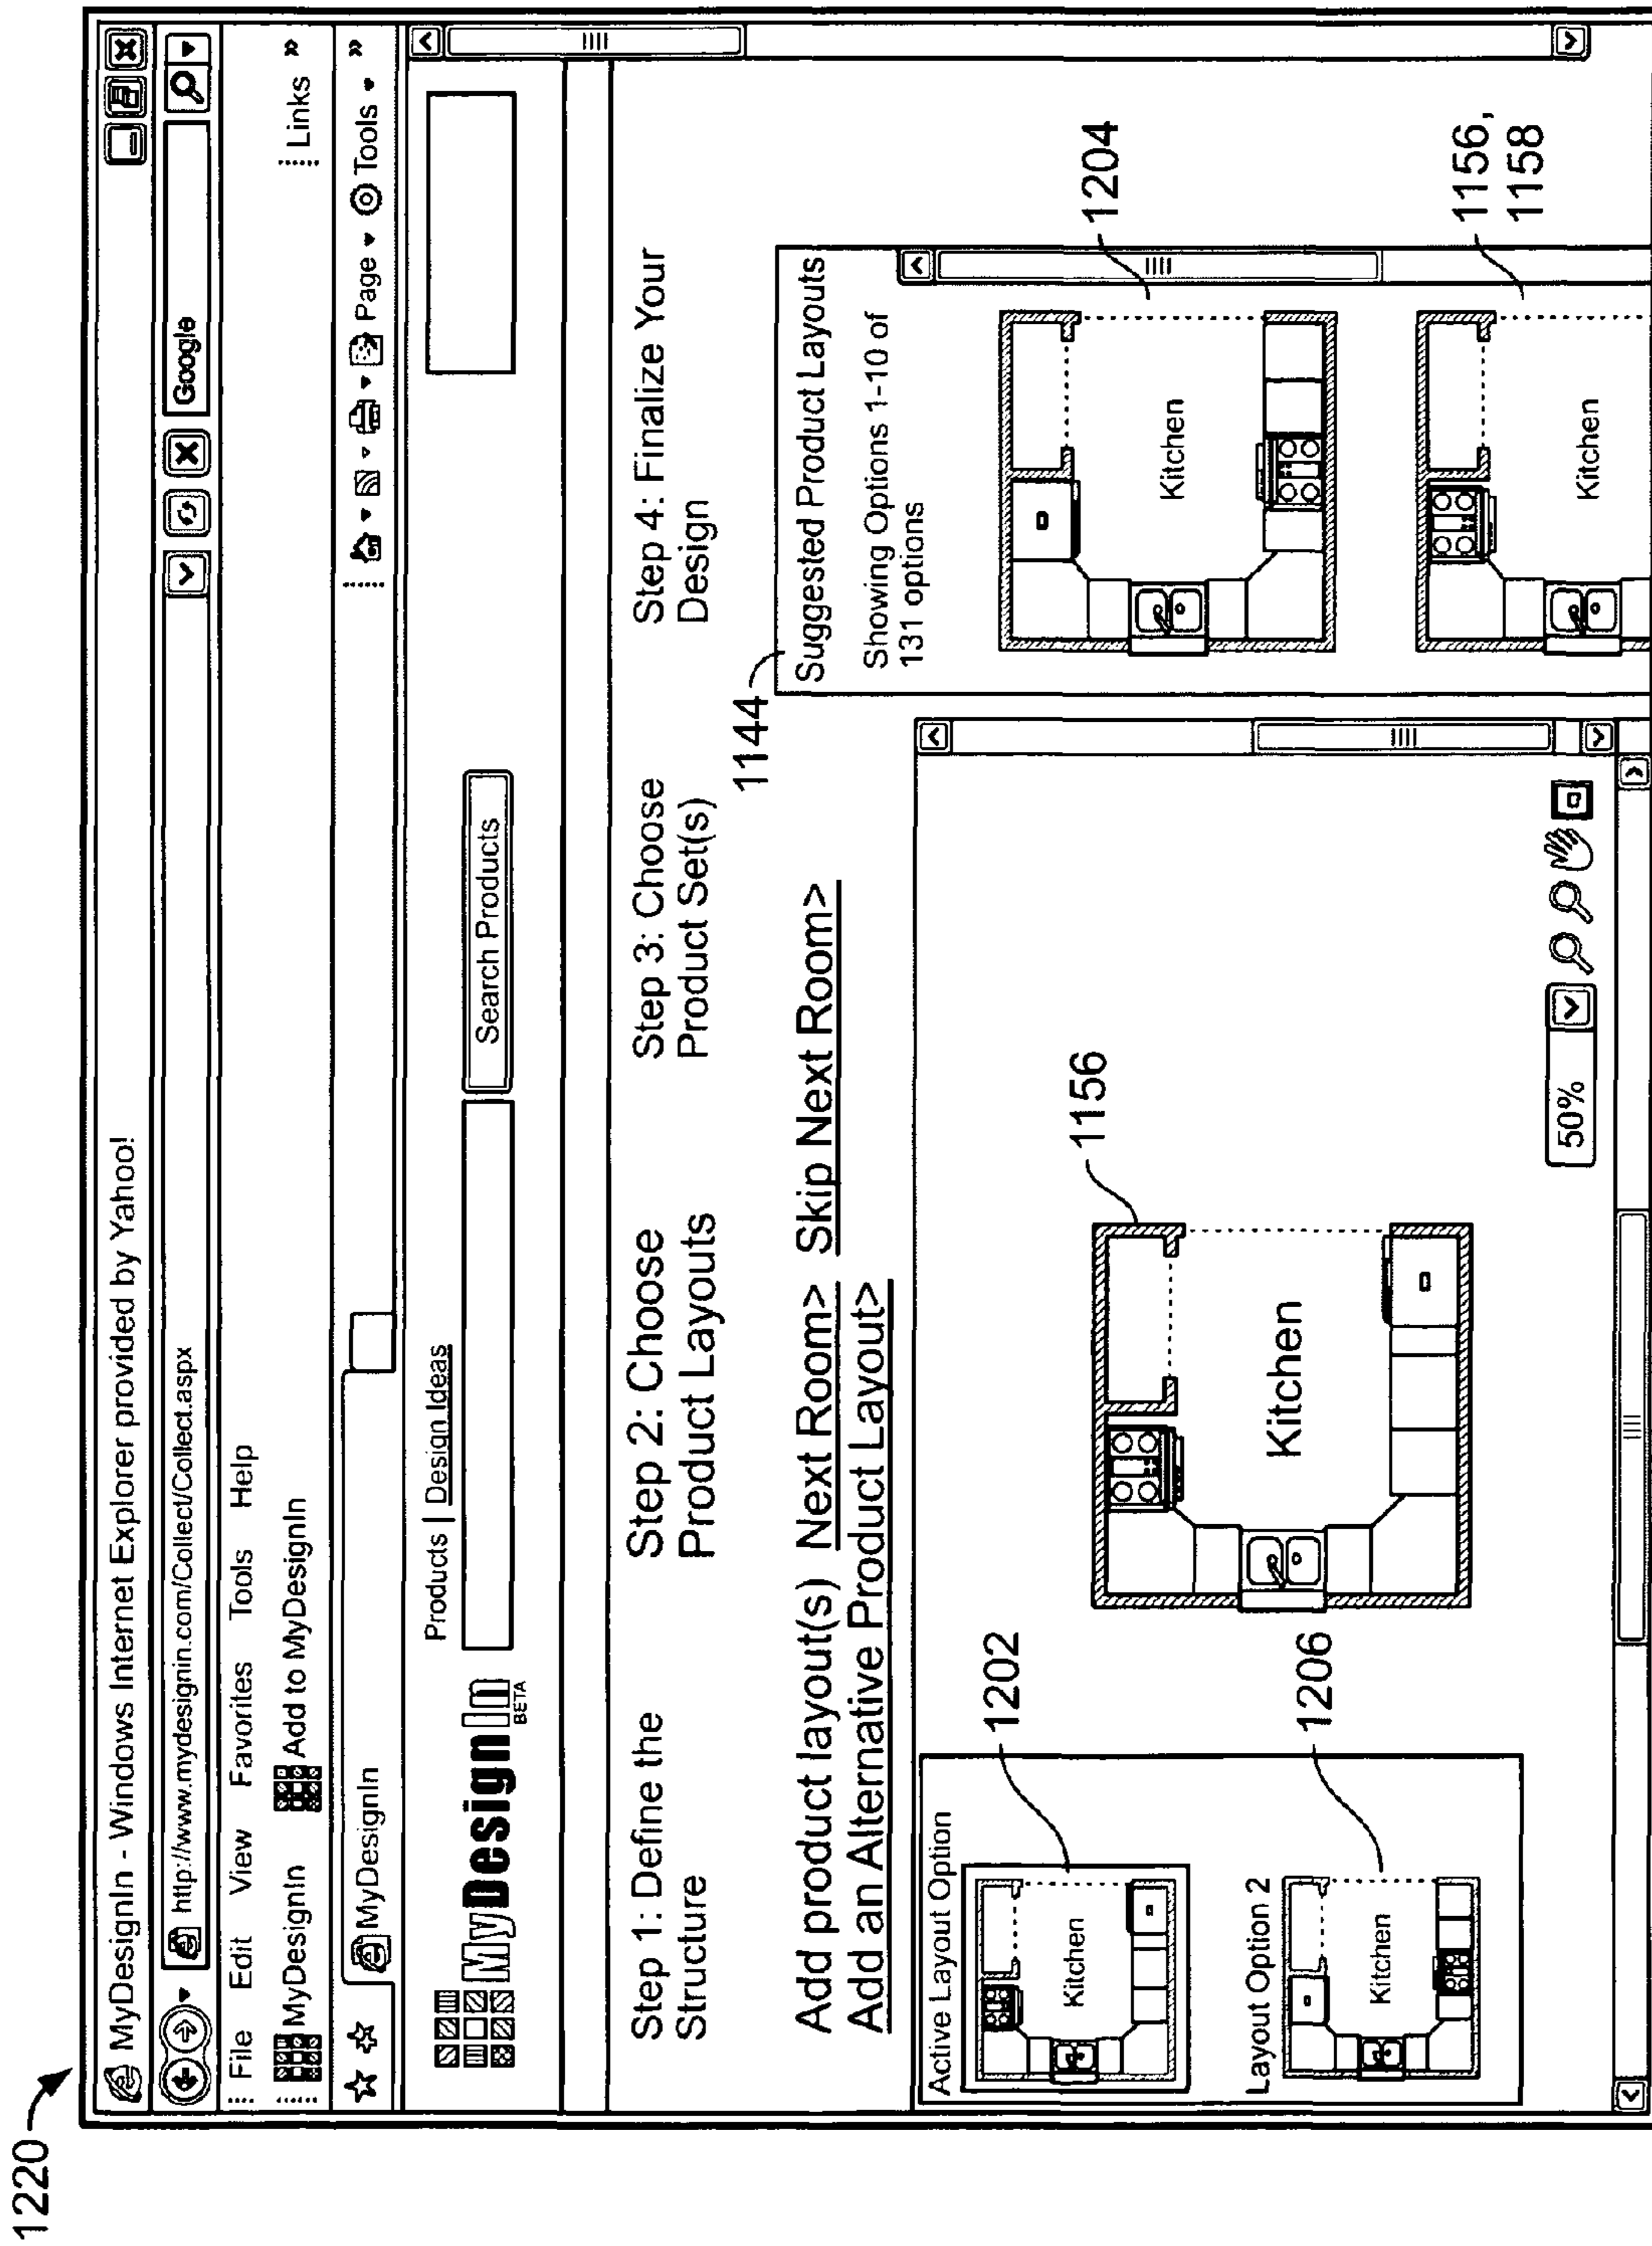 1220
MyDesignIn - Windows Internet Explorer provided by Yahoo!
http://www.mydesignin.com/Collect/Collect.aspx
Google
File Edit View Favorites Tools Help
MyDesignIn Add to MyDesignIn
Links »
MyDesignIn
Page Tools »
Products | Design Ideas
MyDesignIn
BETA
Search Products
Step 1: Define the
Structure
Step 2: Choose
Product Layouts
Step 3: Choose
Product Set(s)
Step 4: Finalize Your
Design
Add product layout(s) Next Room> Skip Next Room>
Add an Alternative Product Layout>
1144
Suggested Product Layouts
Showing Options 1-10 of
131 options
Active Layout Option
1202
Kitchen
Layout Option 2
1206
Kitchen
1156
Kitchen
50%
1204
Kitchen
1156,
1158
Kitchen